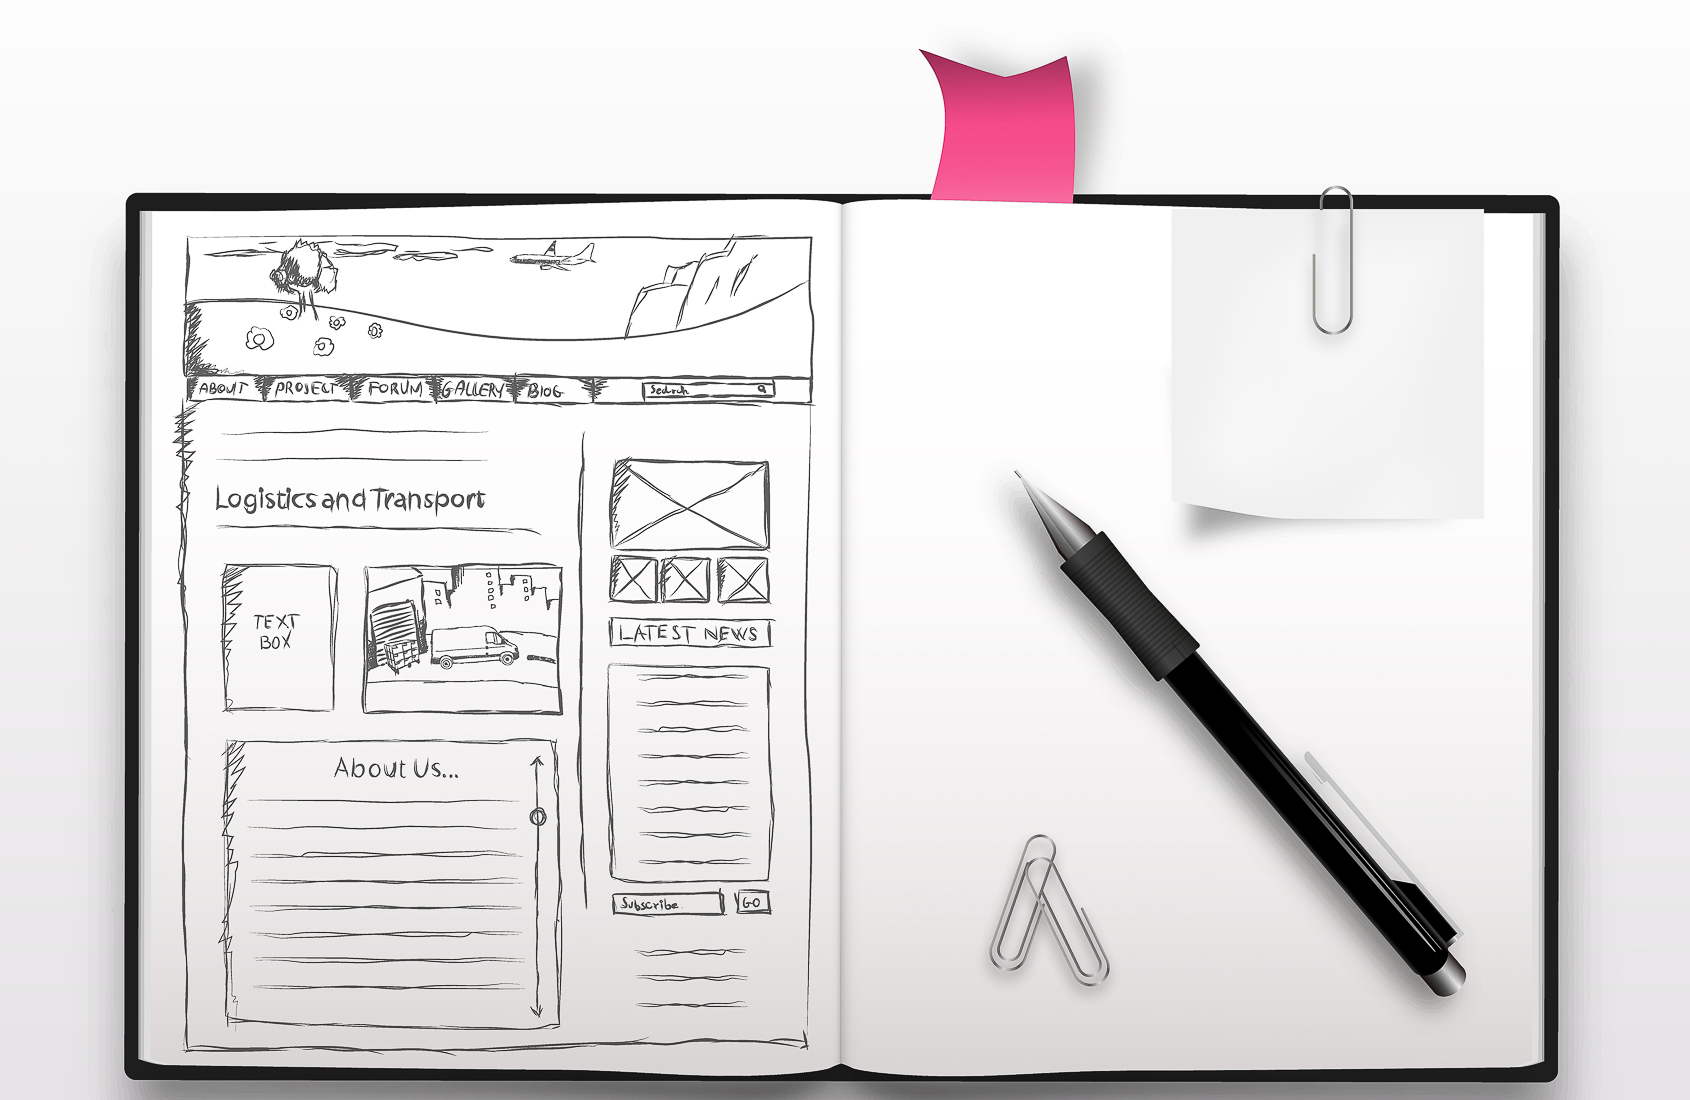 ABOUT PROJECT FORUM GALLERY BLOG Search
Logistics and Transport
TEXT
BOX
About Us...
LATEST NEWS
Subscribe GO